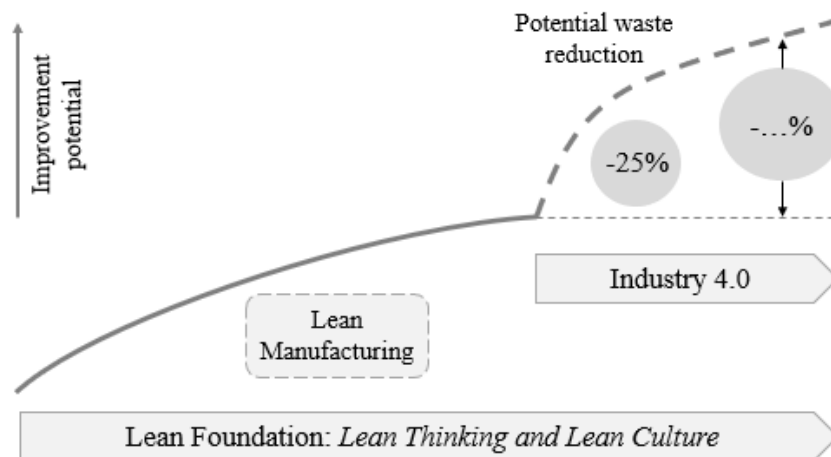 Potential waste
reduction
Improvement
potential
-...%
-25%
Industry 4.0
Lean
Manufacturing
Lean Foundation: Lean Thinking and Lean Culture